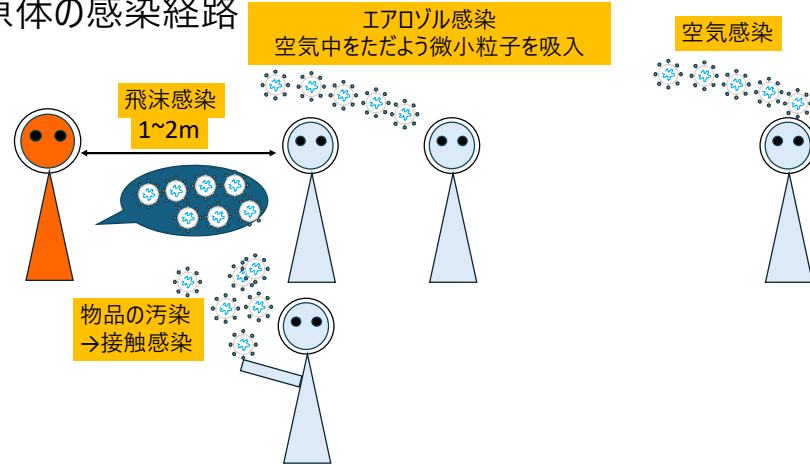 原体の感染経路
エアロゾル感染
空気中をただよう微小粒子を吸入
空気感染
飛沫感染
1~2m
物品の汚染
→接触感染